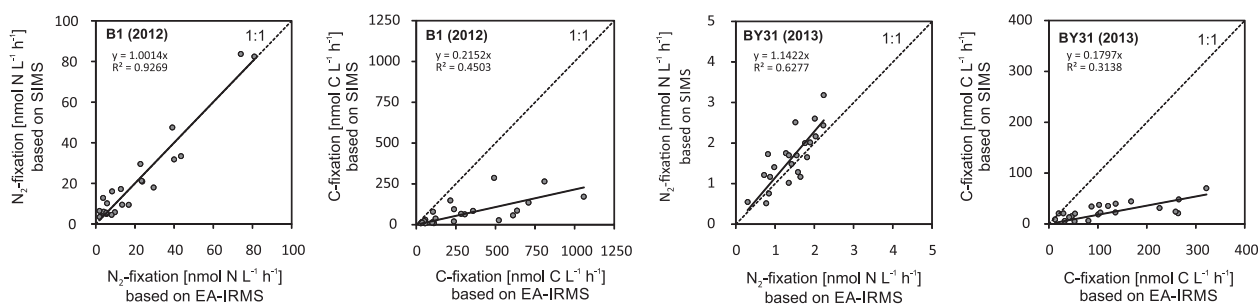 N₂-fixation [nmol N L⁻¹ h⁻¹]
based on SIMS
100
80
60
40
20
0
B1 (2012)
y = 1.0014x
R² = 0.9269
1:1
0 20 40 60 80 100
N₂-fixation [nmol N L⁻¹ h⁻¹]
based on EA-IRMS
C-fixation [nmol C L⁻¹ h⁻¹]
based on SIMS
1250
1000
750
500
250
0
B1 (2012)
y = 0.2152x
R² = 0.4503
1:1
0 250 500 750 1000 1250
C-fixation [nmol C L⁻¹ h⁻¹]
based on EA-IRMS
N₂-fixation [nmol N L⁻¹ h⁻¹]
based on SIMS
5
4
3
2
1
0
BY31 (2013)
y = 1.1422x
R² = 0.6277
1:1
0 1 2 3 4 5
N₂-fixation [nmol N L⁻¹ h⁻¹]
based on EA-IRMS
C-fixation [nmol C L⁻¹ h⁻¹]
based on SIMS
400
300
200
100
0
BY31 (2013)
y = 0.1797x
R² = 0.3138
1:1
0 100 200 300 400
C-fixation [nmol C L⁻¹ h⁻¹]
based on EA-IRMS